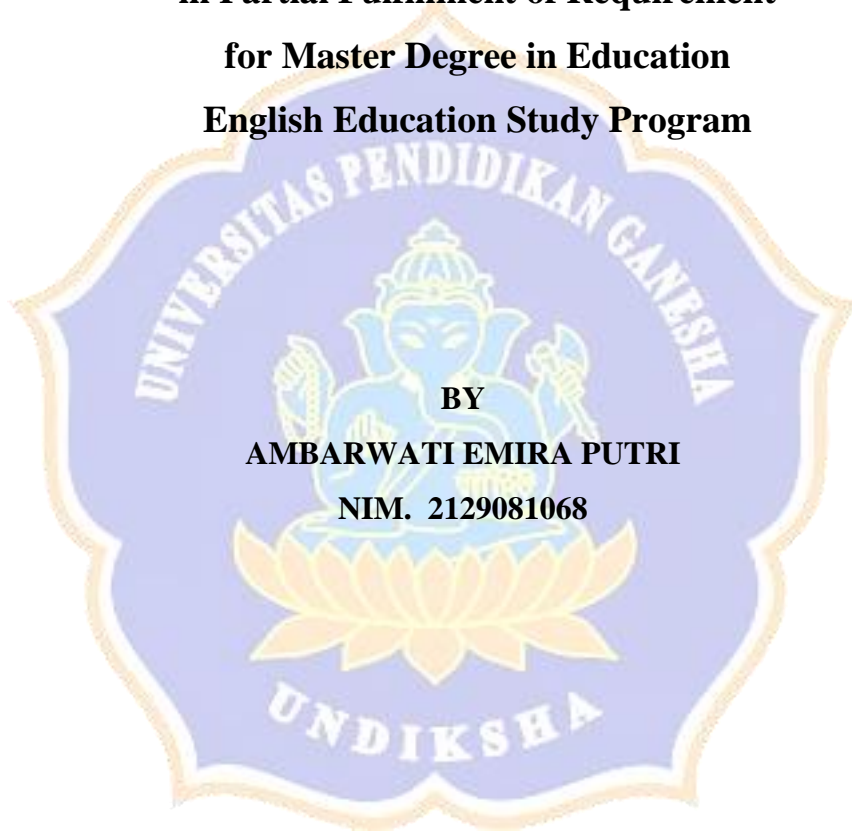 in Partial Fulfillment of Requirement
for Master Degree in Education
English Education Study Program
UNIVERSITAS PENDIDIKAN GANESHA
BY
AMBARWATI EMIRA PUTRI
NIM. 2129081068
UNDIKSHA